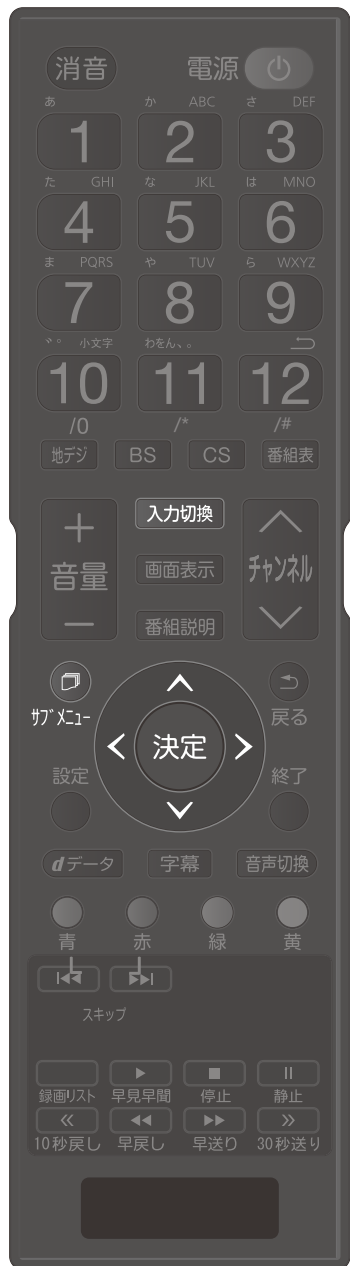 消音 電源
あ か ABC さ DEF
1 2 3
た GHI な JKL は MNO
4 5 6
ま PQRS や TUV ら WXYZ
7 8 9
゛゜ 小文字 わをん、。
10 11 12
/0 /* /#
地デジ BS CS 番組表
入力切換
+ 音量 −
画面表示
チャンネル
番組説明
サブメニュー
戻る
決定
設定
終了
dデータ 字幕 音声切換
青 赤 緑 黄
スキップ
録画リスト 早見早聞 停止 静止
10秒戻し 早戻し 早送り 30秒送り